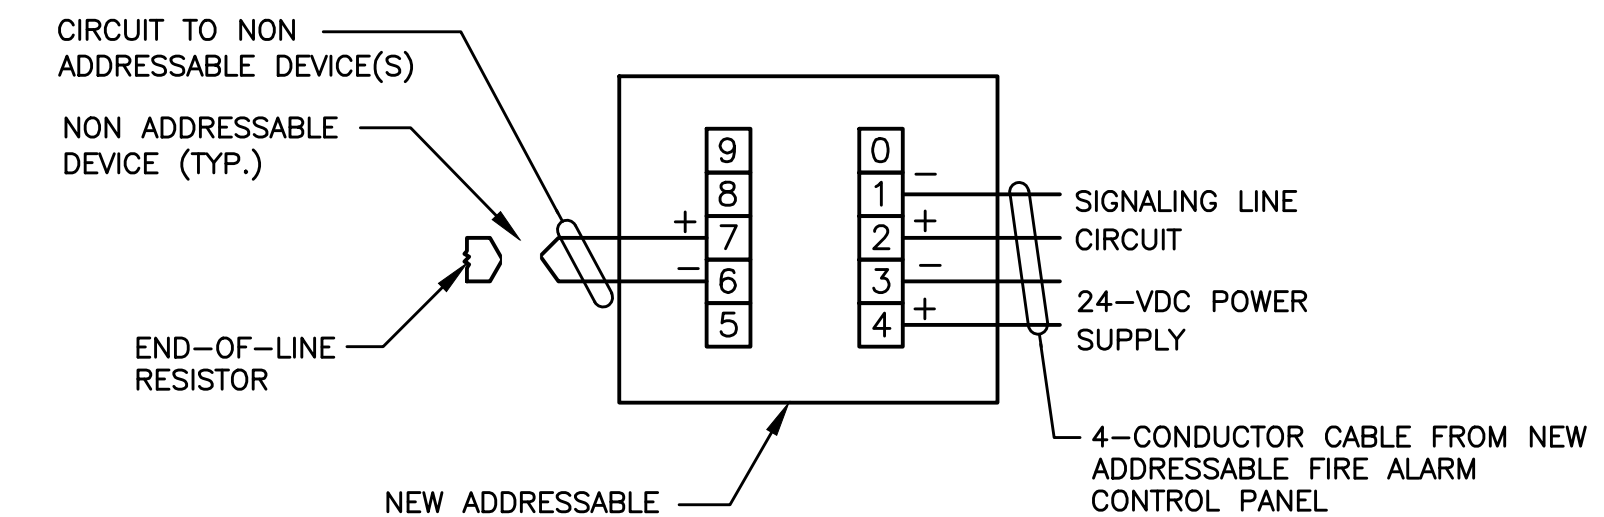 CIRCUIT TO NON
ADDRESSABLE DEVICE(S)
NON ADDRESSABLE
DEVICE (TYP.)
END-OF-LINE
RESISTOR
NEW ADDRESSABLE
9
8
+ 7
- 6
5
0
1 -
2 +
3 -
4 +
SIGNALING LINE
CIRCUIT
24-VDC POWER
SUPPLY
4-CONDUCTOR CABLE FROM NEW
ADDRESSABLE FIRE ALARM
CONTROL PANEL